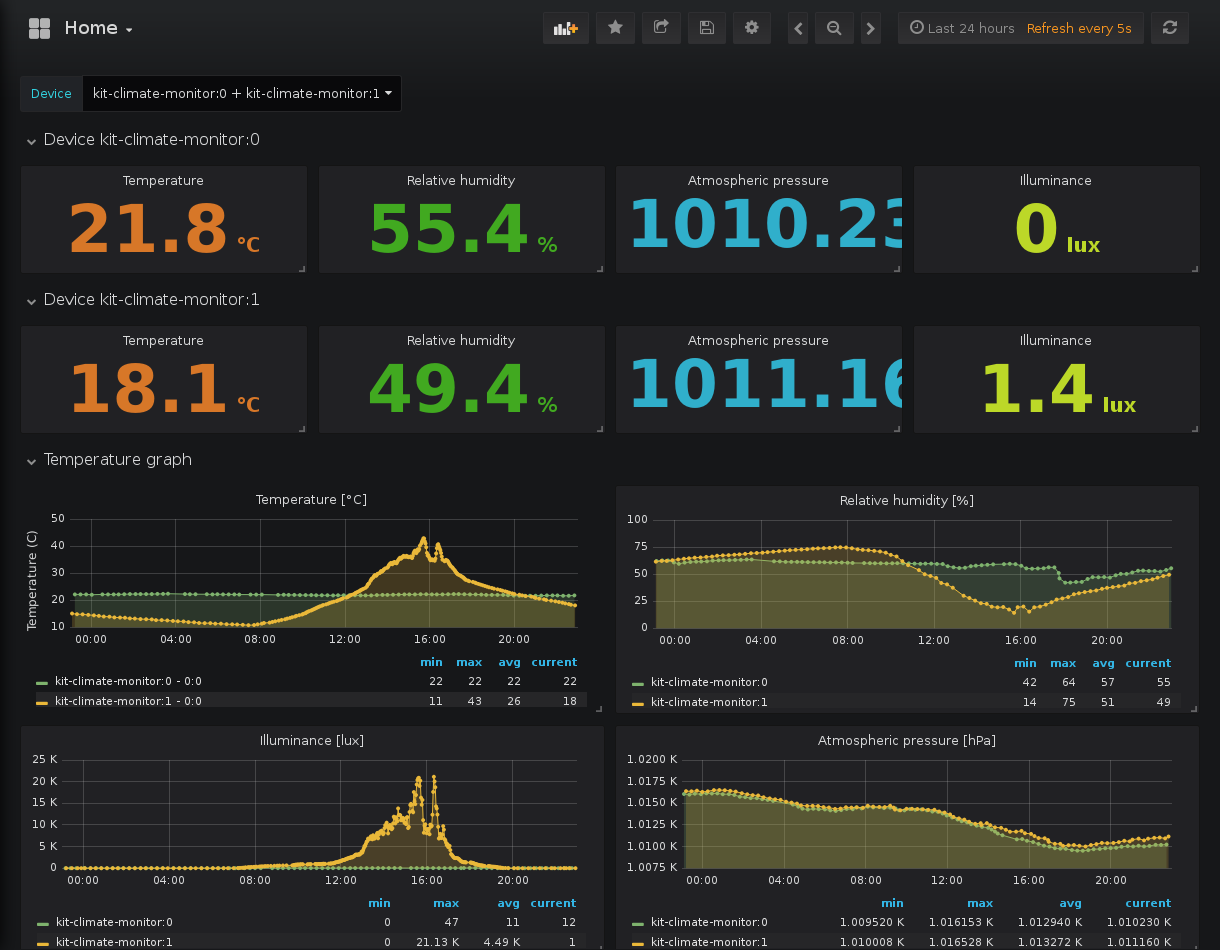 Home
Last 24 hours Refresh every 5s
Device kit-climate-monitor:0 + kit-climate-monitor:1
Device kit-climate-monitor:0
Temperature Relative humidity Atmospheric pressure Illuminance
21.8 °C 55.4 % 1010.23 0 lux
Device kit-climate-monitor:1
Temperature Relative humidity Atmospheric pressure Illuminance
18.1 °C 49.4 % 1011.16 1.4 lux
Temperature graph
Temperature [°C]
Temperature (C)
50
40
30
20
10
00:00 04:00 08:00 12:00 16:00 20:00
min max avg current
kit-climate-monitor:0 - 0:0 22 22 22 22
kit-climate-monitor:1 - 0:0 11 43 26 18
Relative humidity [%]
100
75
50
25
0
00:00 04:00 08:00 12:00 16:00 20:00
min max avg current
kit-climate-monitor:0 42 64 57 55
kit-climate-monitor:1 14 75 51 49
Illuminance [lux]
25 K
20 K
15 K
10 K
5 K
0
00:00 04:00 08:00 12:00 16:00 20:00
min max avg current
kit-climate-monitor:0 0 47 11 12
kit-climate-monitor:1 0 21.13 K 4.49 K 1
Atmospheric pressure [hPa]
1.0200 K
1.0175 K
1.0150 K
1.0125 K
1.0100 K
1.0075 K
00:00 04:00 08:00 12:00 16:00 20:00
min max avg current
kit-climate-monitor:0 1.009520 K 1.016153 K 1.012940 K 1.010230 K
kit-climate-monitor:1 1.010008 K 1.016528 K 1.013272 K 1.011160 K